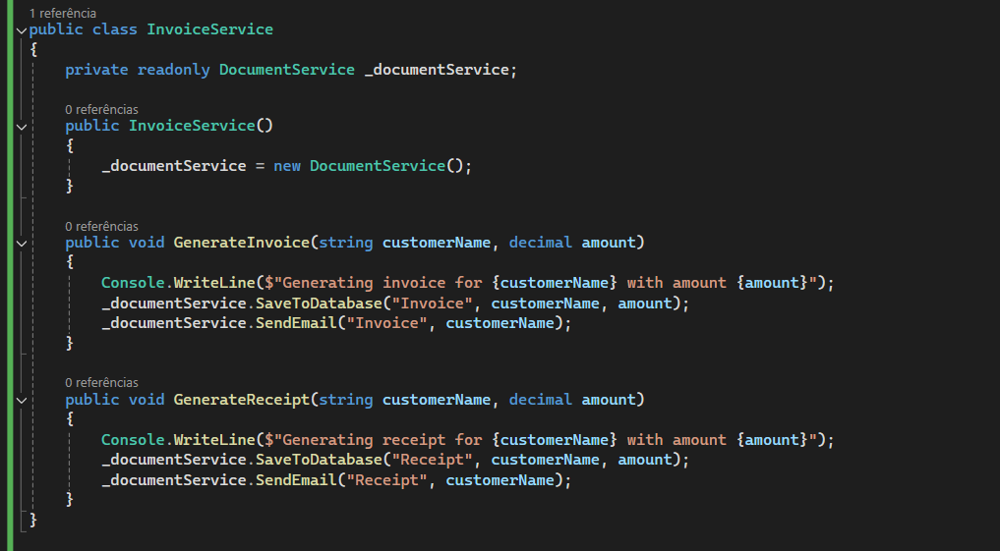 1 referência
public class InvoiceService
{
private readonly DocumentService _documentService;
0 referências
public InvoiceService()
{
_documentService = new DocumentService();
}
0 referências
public void GenerateInvoice(string customerName, decimal amount)
{
Console.WriteLine($"Generating invoice for {customerName} with amount {amount}");
_documentService.SaveToDatabase("Invoice", customerName, amount);
_documentService.SendEmail("Invoice", customerName);
}
0 referências
public void GenerateReceipt(string customerName, decimal amount)
{
Console.WriteLine($"Generating receipt for {customerName} with amount {amount}");
_documentService.SaveToDatabase("Receipt", customerName, amount);
_documentService.SendEmail("Receipt", customerName);
}
}